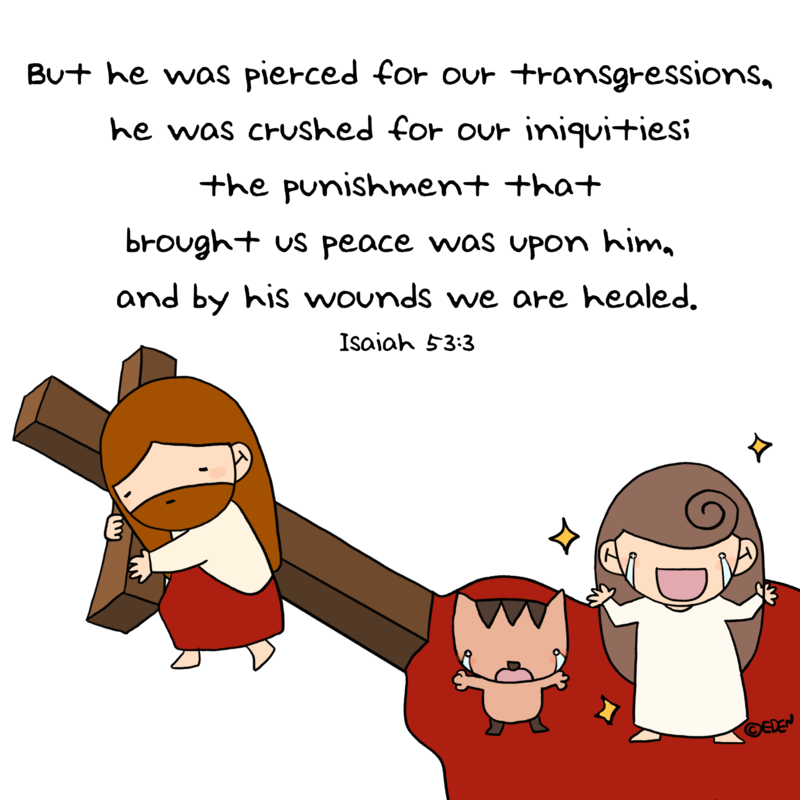 But he was pierced for our transgressions,
he was crushed for our iniquities;
the punishment that
brought us peace was upon him,
and by his wounds we are healed.
Isaiah 53:3
©EDEN